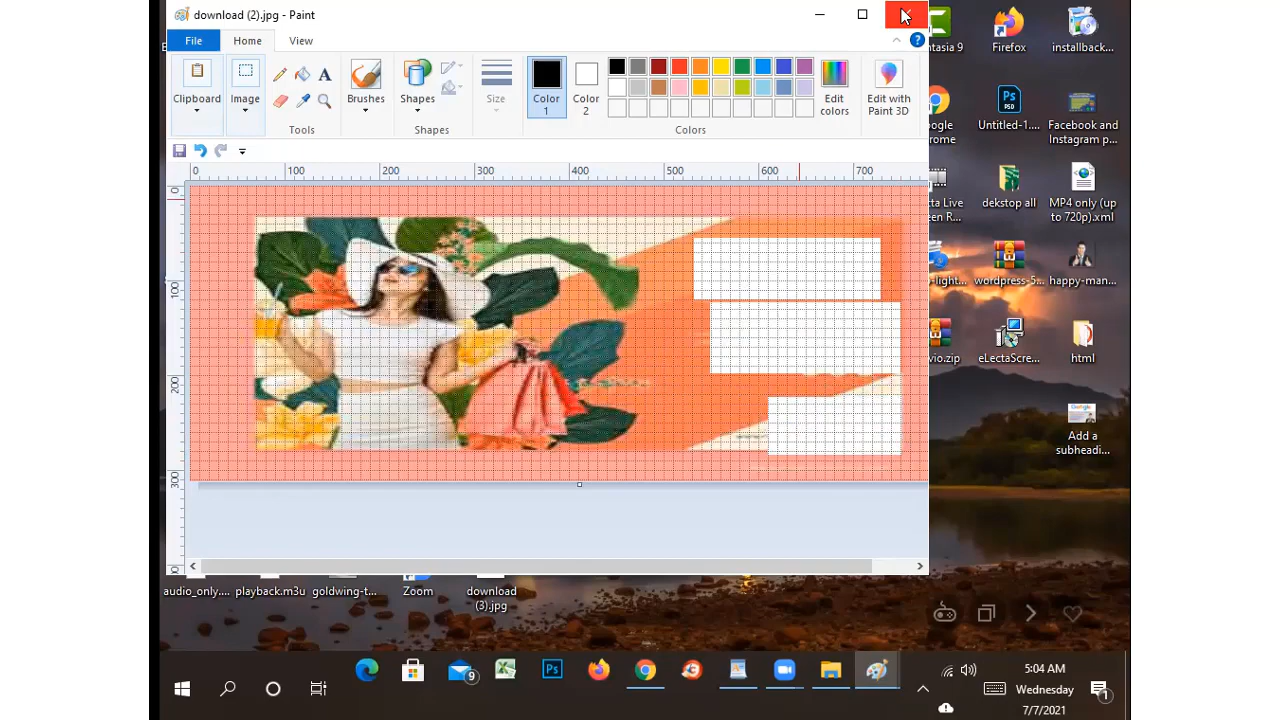 download (2).jpg - Paint
File
Home
View
Clipboard
Image
Tools
Brushes
Shapes
Shapes
Size
Color
1
Color
2
Colors
Edit
colors
Edit with
Paint 3D
0
100
200
300
400
500
600
700
0
100
200
300
ntasia 9
Firefox
installback...
oogle
rome
Untitled-1....
Facebook and
Instagram p...
cta Live
en R...
dekstop all
MP4 only (up
to 720p).xml
-light...
wordpress-5...
happy-man...
vio.zip
eLectaScre...
html
Add a
subheadi...
audio_only....
playback.m3u
goldwing-t...
Zoom
download
(3).jpg
9
5:04 AM
Wednesday
7/7/2021
1